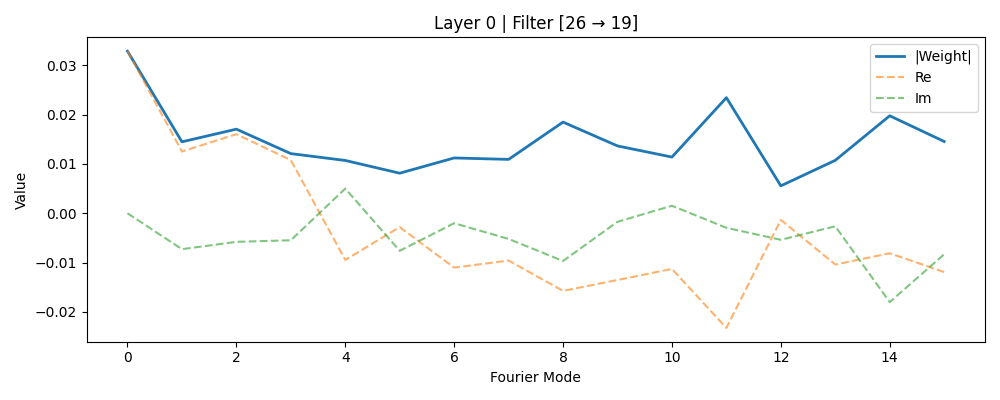 Layer 0 | Filter [26 → 19]
|Weight|
Re
Im
Value
0.03
0.02
0.01
0.00
−0.01
−0.02
0 2 4 6 8 10 12 14
Fourier Mode